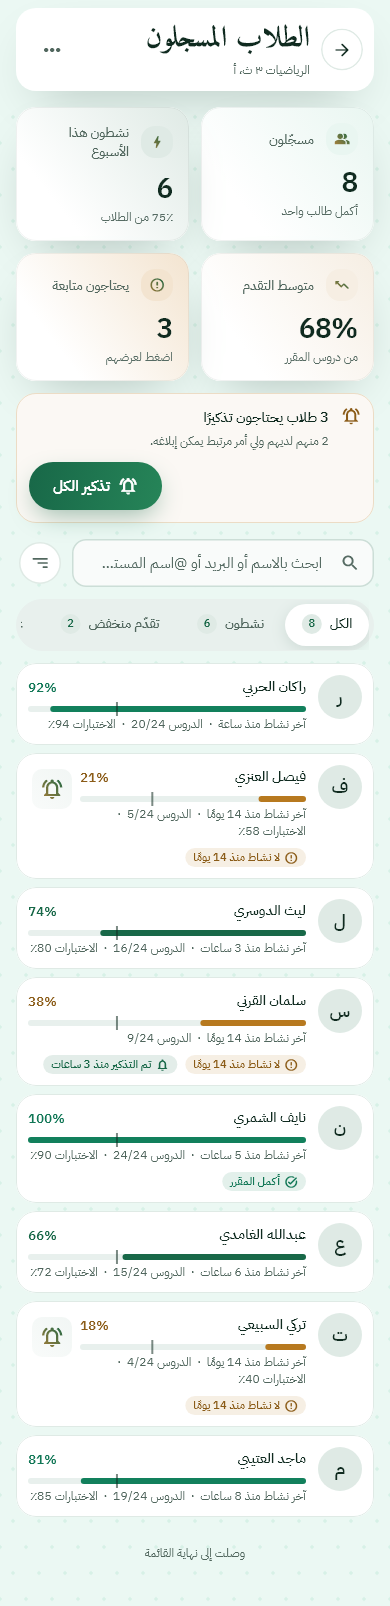 الطلاب المسجلون
الرياضيات ٣ ث، أ
مسجّلون
8
أكمل طالب واحد
نشطون هذا
الأسبوع
6
75٪ من الطلاب
متوسط التقدم
68%
من دروس المقرر
يحتاجون متابعة
3
اضغط لعرضهم
3 طلاب يحتاجون تذكيرًا
2 منهم لديهم ولي أمر مرتبط يمكن إبلاغه.
تذكير الكل
ابحث بالاسم أو البريد أو @اسم المستـ...
الكل 8
نشطون 6
تقدّم منخفض 2
ر
راكان الحربي
92%
آخر نشاط منذ ساعة · الدروس 20/24 · الاختبارات 94٪
ف
فيصل العنزي
21%
آخر نشاط منذ 14 يومًا · الدروس 5/24 ·
الاختبارات 58٪
لا نشاط منذ 14 يومًا
ل
ليث الدوسري
74%
آخر نشاط منذ 3 ساعات · الدروس 16/24 · الاختبارات 80٪
س
سلمان القرني
38%
آخر نشاط منذ 14 يومًا · الدروس 9/24
لا نشاط منذ 14 يومًا
تم التذكير منذ 3 ساعات
ن
نايف الشمري
100%
آخر نشاط منذ 5 ساعات · الدروس 24/24 · الاختبارات 90٪
أكمل المقرر
ع
عبدالله الغامدي
66%
آخر نشاط منذ 6 ساعات · الدروس 15/24 · الاختبارات 72٪
ت
تركي السبيعي
18%
آخر نشاط منذ 14 يومًا · الدروس 4/24 ·
الاختبارات 40٪
لا نشاط منذ 14 يومًا
م
ماجد العتيبي
81%
آخر نشاط منذ 8 ساعات · الدروس 19/24 · الاختبارات 85٪
وصلت إلى نهاية القائمة